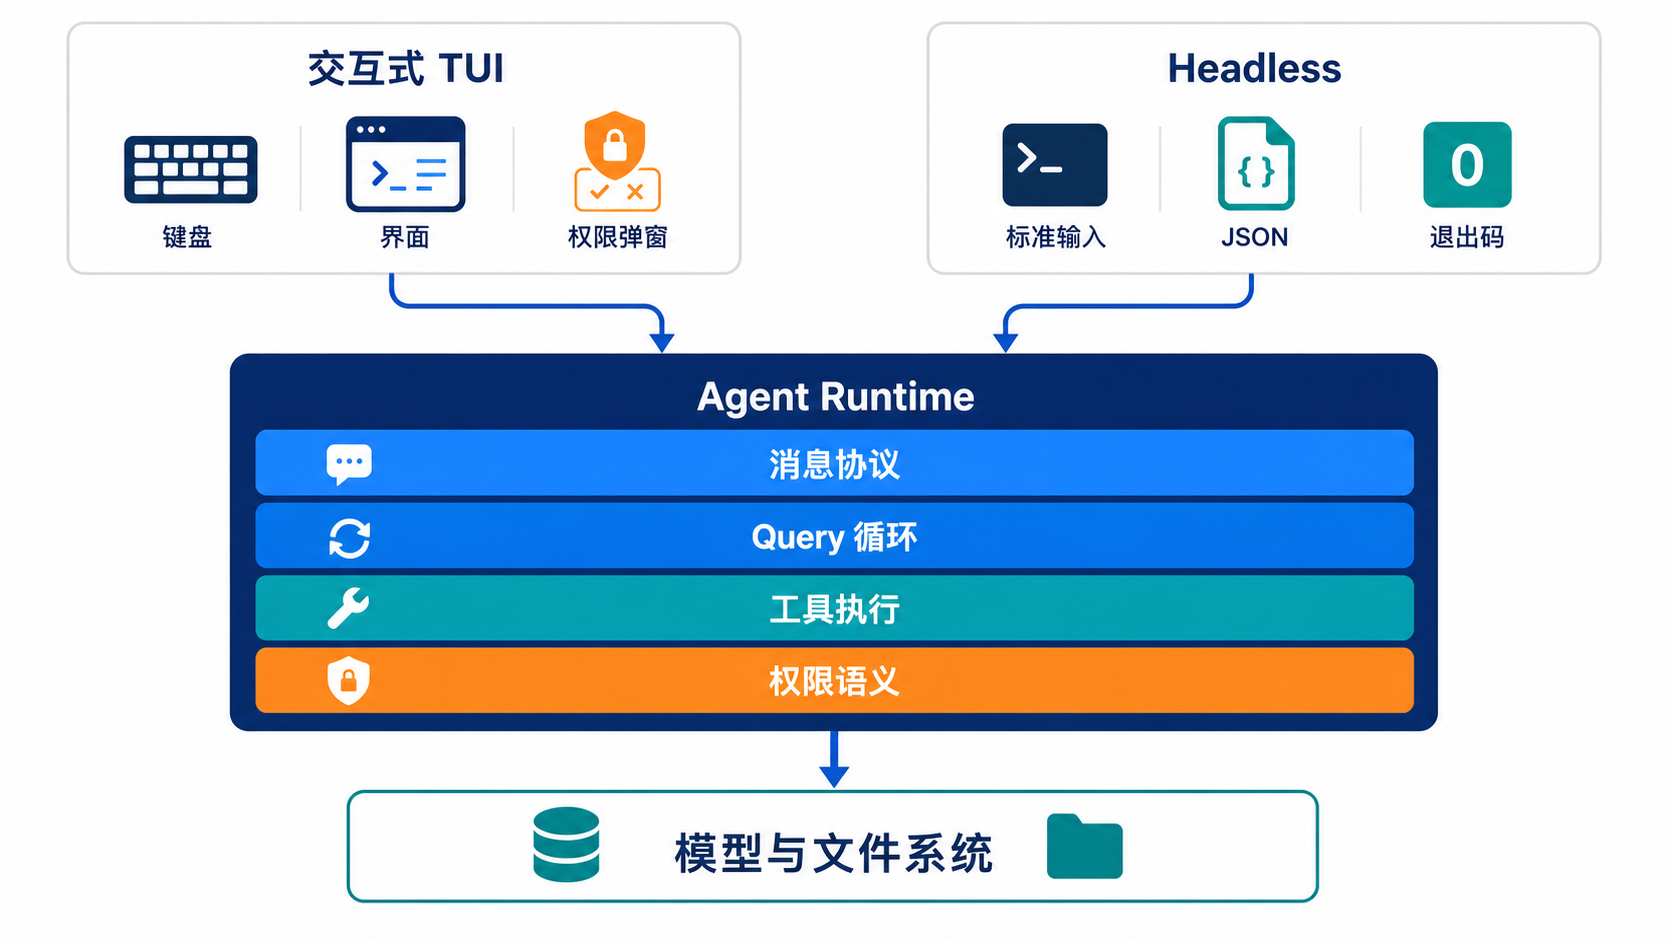 交互式 TUI
键盘
界面
权限弹窗
Headless
标准输入
{}
JSON
0
退出码
Agent Runtime
消息协议
Query 循环
工具执行
权限语义
模型与文件系统